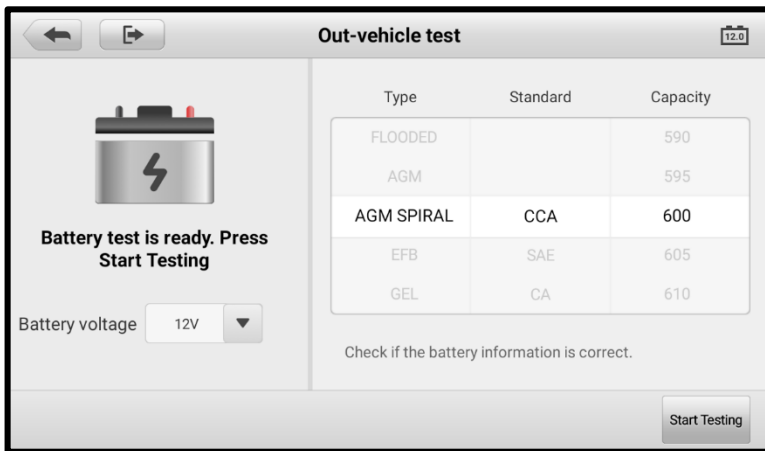 Out-vehicle test
12.0
Battery test is ready. Press
Start Testing
Battery voltage 12V
Type Standard Capacity
FLOODED 590
AGM 595
AGM SPIRAL CCA 600
EFB SAE 605
GEL CA 610
Check if the battery information is correct.
Start Testing